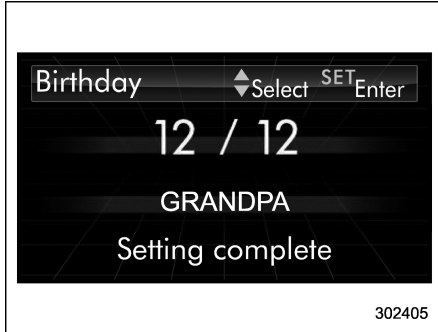 Birthday Select SET Enter
12 / 12
GRANDPA
Setting complete
302405